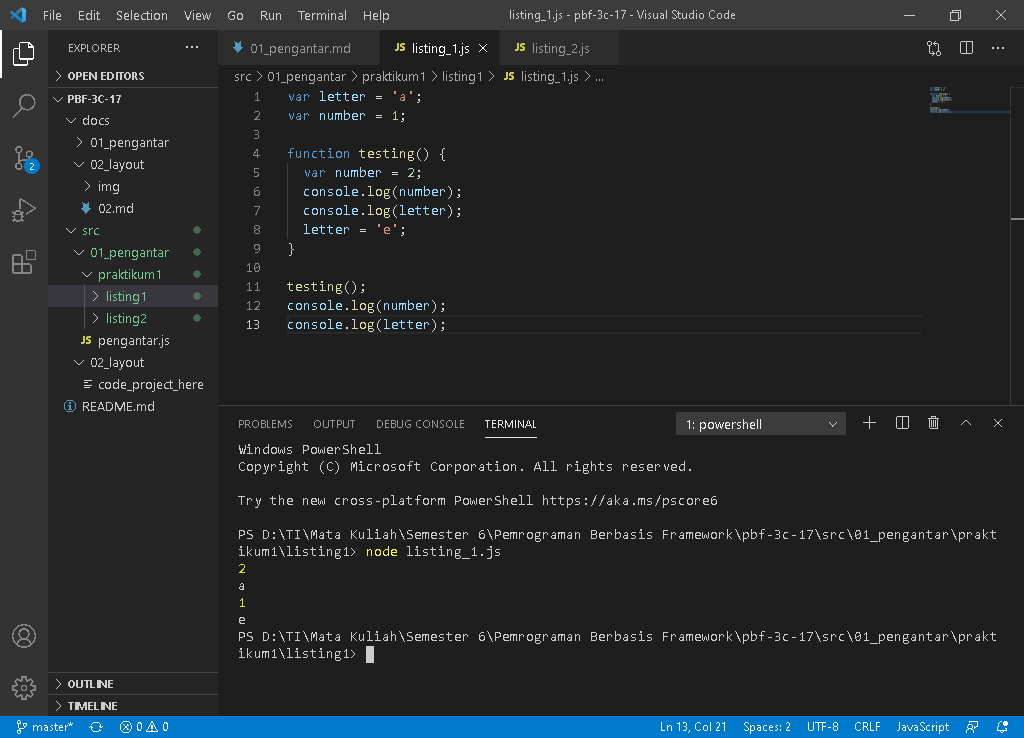 File Edit Selection View Go Run Terminal Help listing_1.js - pbf-3c-17 - Visual Studio Code
EXPLORER ···
OPEN EDITORS
PBF-3C-17
docs
01_pengantar
02_layout
img
02.md
src
01_pengantar
praktikum1
listing1
listing2
JS pengantar.js
02_layout
code_project_here
README.md
OUTLINE
TIMELINE
2
01_pengantar.md JS listing_1.js JS listing_2.js ···
src > 01_pengantar > praktikum1 > listing1 > JS listing_1.js > ...
1 var letter = 'a';
2 var number = 1;
3
4 function testing() {
5 var number = 2;
6 console.log(number);
7 console.log(letter);
8 letter = 'e';
9 }
10
11 testing();
12 console.log(number);
13 console.log(letter);
PROBLEMS OUTPUT DEBUG CONSOLE TERMINAL 1: powershell
Windows PowerShell
Copyright (C) Microsoft Corporation. All rights reserved.
Try the new cross-platform PowerShell https://aka.ms/pscore6
PS D:\TI\Mata Kuliah\Semester 6\Pemrograman Berbasis Framework\pbf-3c-17\src\01_pengantar\prakt
ikum1\listing1> node listing_1.js
2
a
1
e
PS D:\TI\Mata Kuliah\Semester 6\Pemrograman Berbasis Framework\pbf-3c-17\src\01_pengantar\prakt
ikum1\listing1>
master* 0 0 Ln 13, Col 21 Spaces: 2 UTF-8 CRLF JavaScript